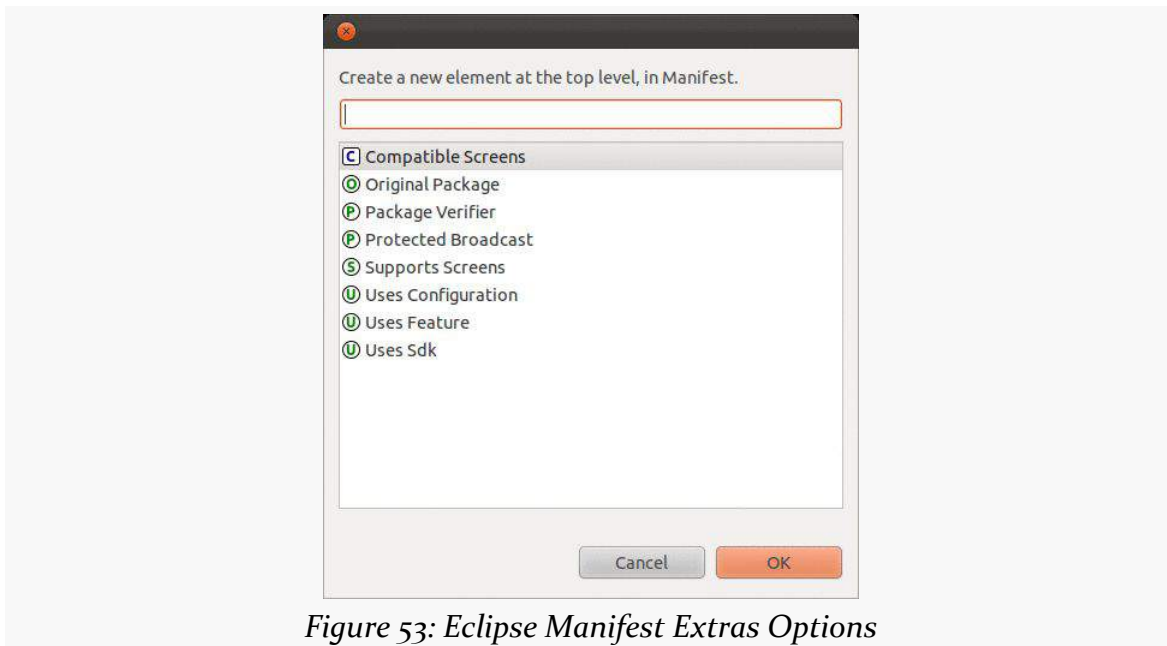 Create a new element at the top level, in Manifest.
C Compatible Screens
O Original Package
P Package Verifier
P Protected Broadcast
S Supports Screens
U Uses Configuration
U Uses Feature
U Uses Sdk
Cancel OK
Figure 53: Eclipse Manifest Extras Options